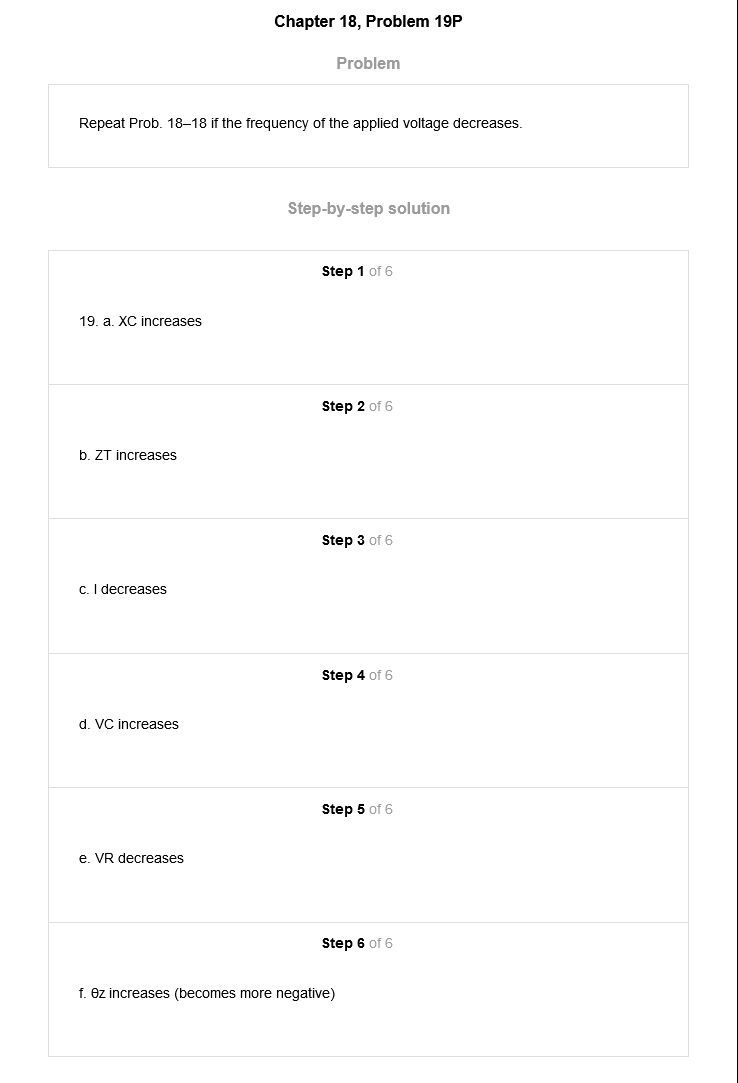 Chapter 18, Problem 19P
Problem
Repeat Prob. 18–18 if the frequency of the applied voltage decreases.
Step-by-step solution
Step 1 of 6
19. a. XC increases
Step 2 of 6
b. ZT increases
Step 3 of 6
c. I decreases
Step 4 of 6
d. VC increases
Step 5 of 6
e. VR decreases
Step 6 of 6
f. θz increases (becomes more negative)